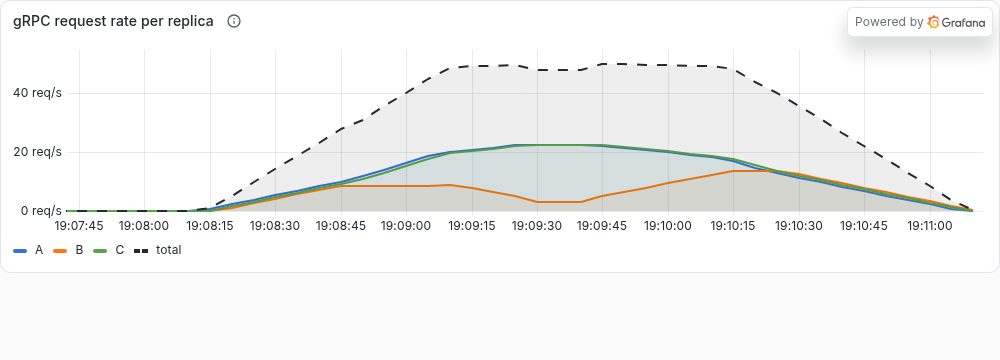 gRPC request rate per replica
Powered by Grafana
40 req/s
20 req/s
0 req/s
19:07:45 19:08:00 19:08:15 19:08:30 19:08:45 19:09:00 19:09:15 19:09:30 19:09:45 19:10:00 19:10:15 19:10:30 19:10:45 19:11:00
A B C total